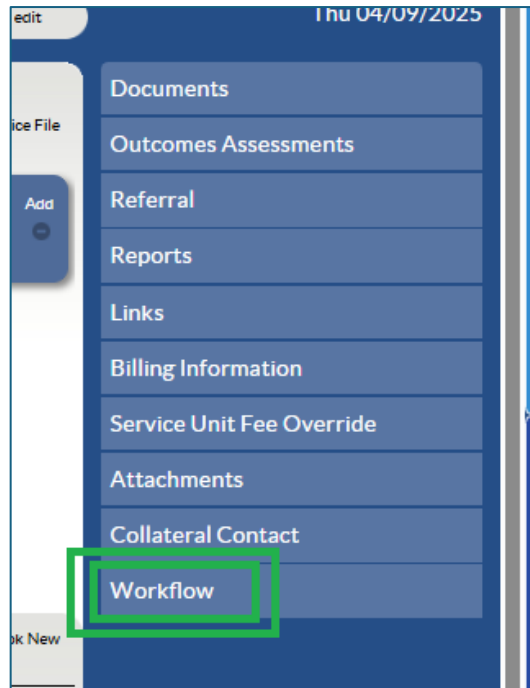 edit
Thu 04/09/2025
Documents
ice File
Outcomes Assessments
Add
Referral
Reports
Links
Billing Information
Service Unit Fee Override
Attachments
Collateral Contact
Workflow
ok New